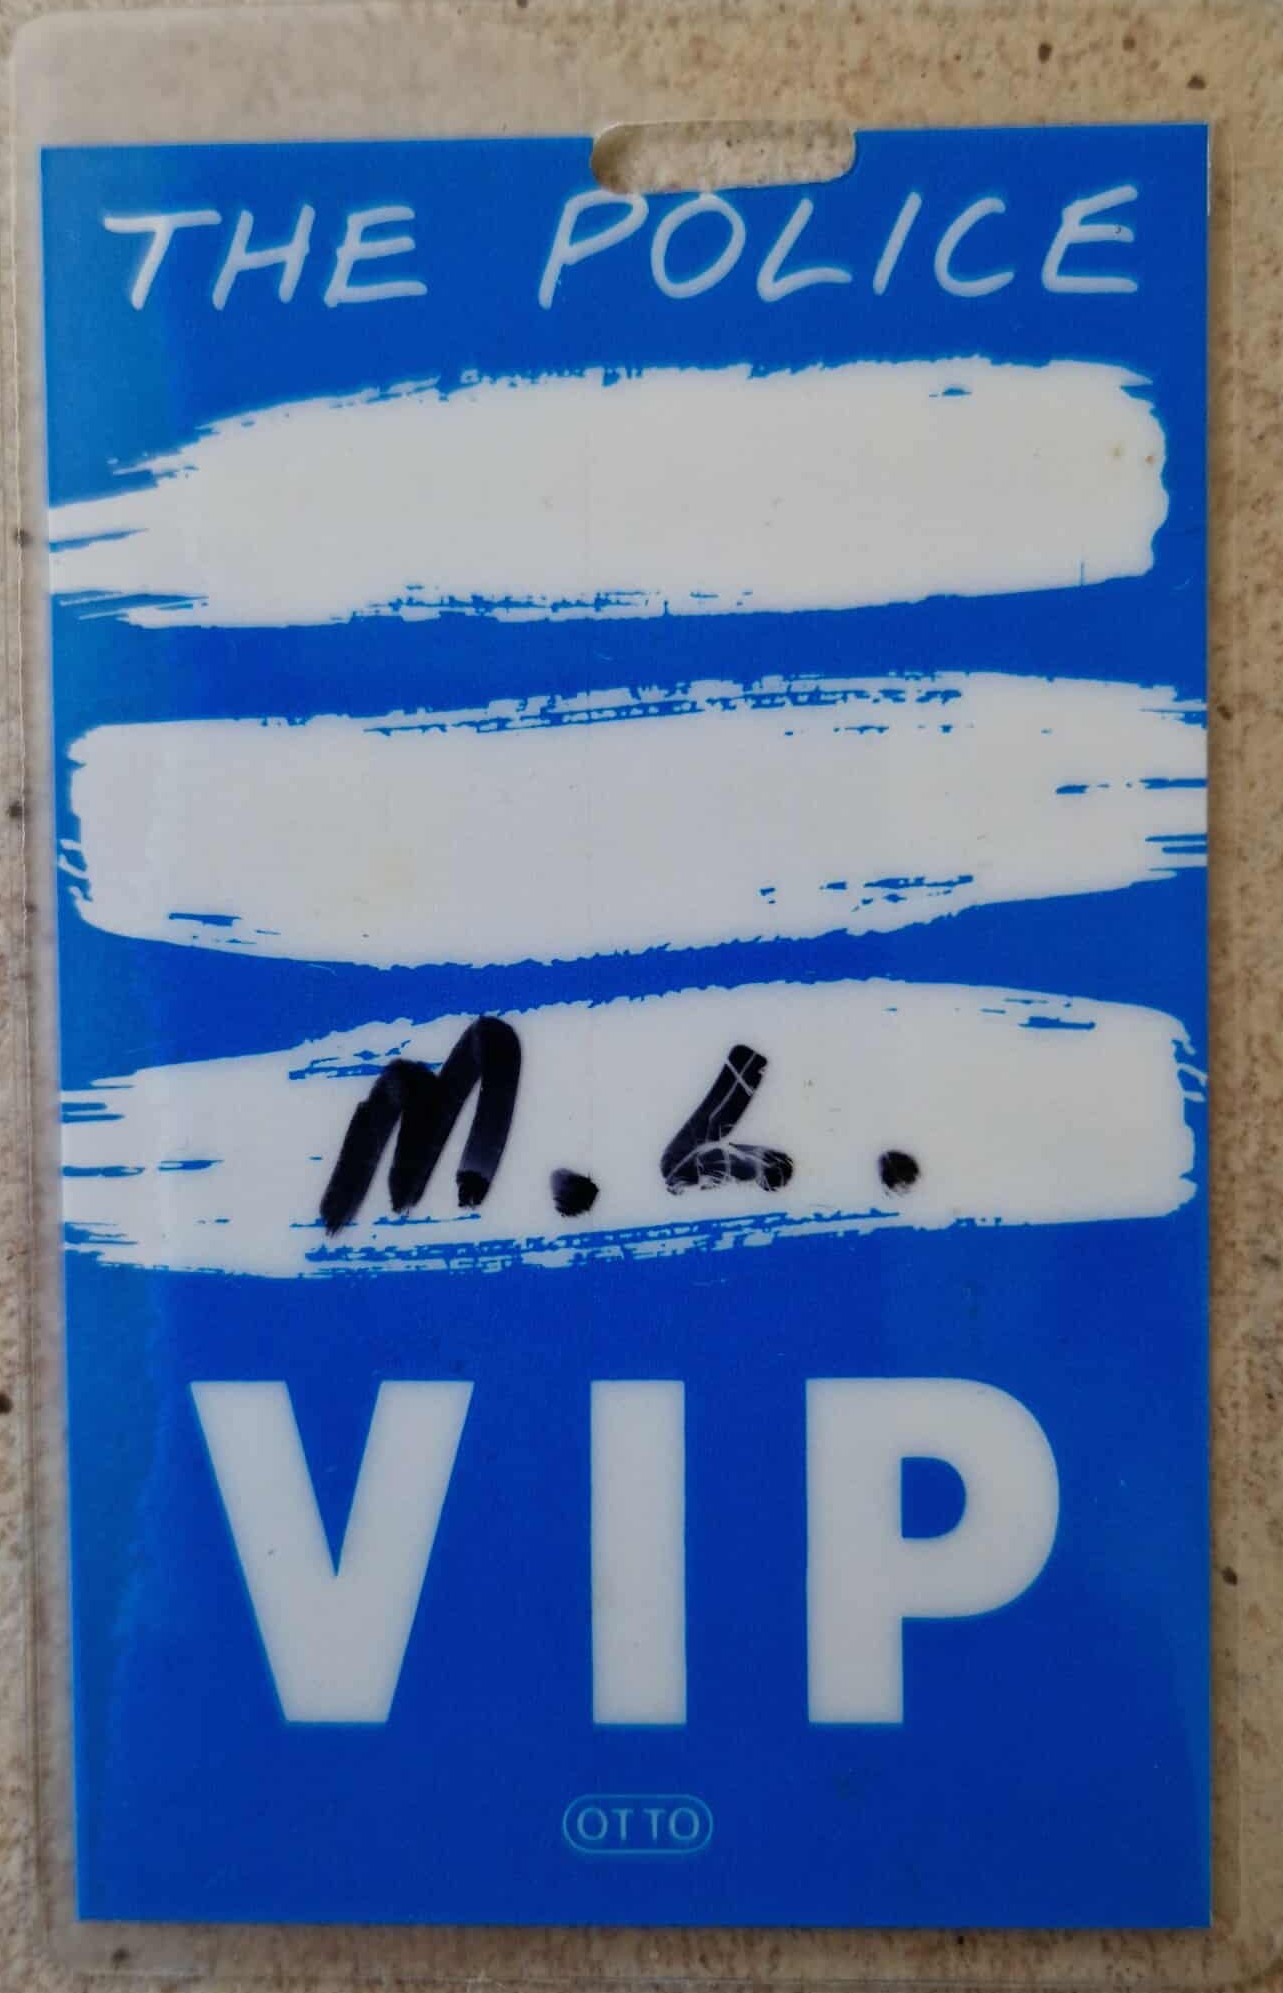 THE POLICE
M. L.
VIP
OTTO